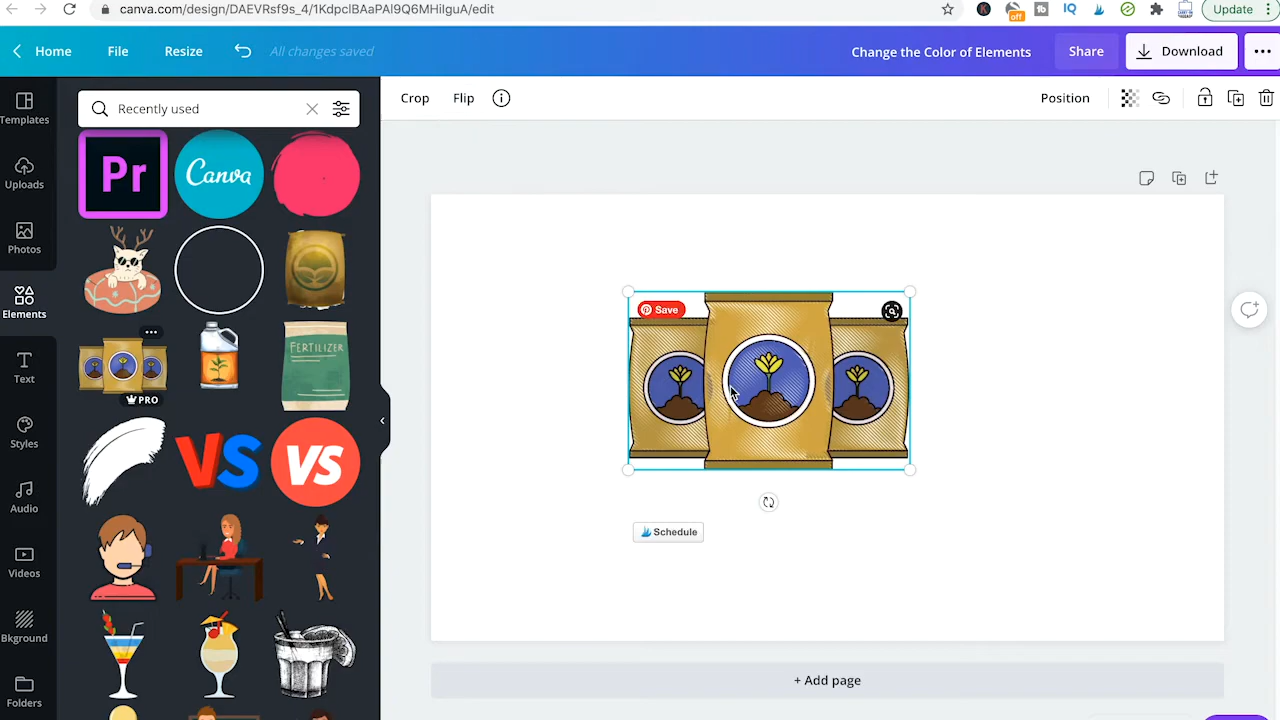 canva.com/design/DAEVRsf9s_4/1KdpclBAaPAl9Q6MHilguA/edit
off
IQ
Update
Home
File
Resize
All changes saved
Change the Color of Elements
Share
Download
Templates
Uploads
Photos
Elements
Text
Styles
Audio
Videos
Bkground
Folders
Recently used
Crop
Flip
Position
Pr
Canva
FERTILIZER
PRO
VS
VS
Save
Schedule
+ Add page